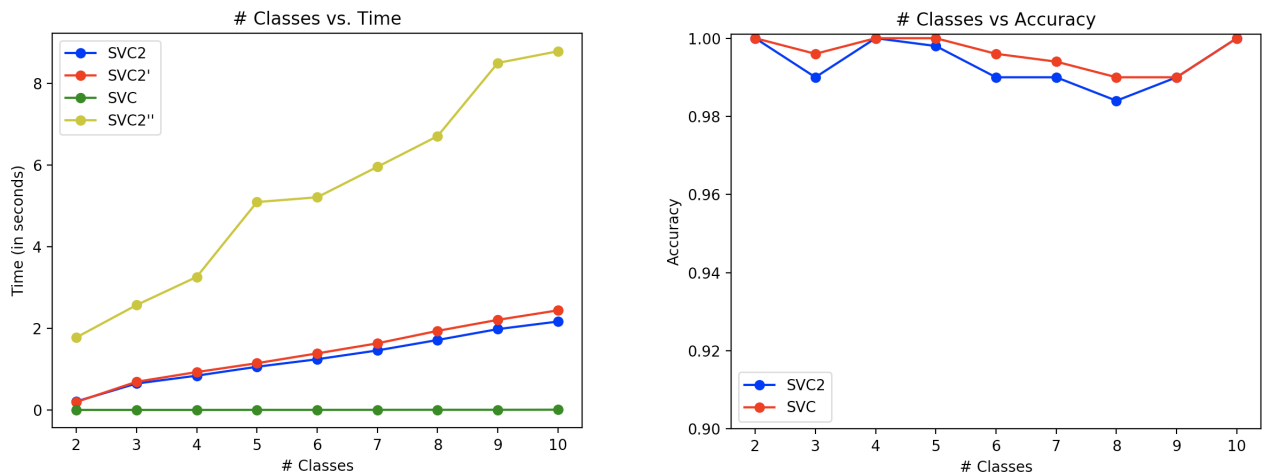 # Classes vs. Time
SVC2
SVC2'
SVC
SVC2''
Time (in seconds)
8
6
4
2
0
2 3 4 5 6 7 8 9 10
# Classes
# Classes vs Accuracy
1.00
0.98
0.96
0.94
0.92
0.90
Accuracy
SVC2
SVC
2 3 4 5 6 7 8 9 10
# Classes